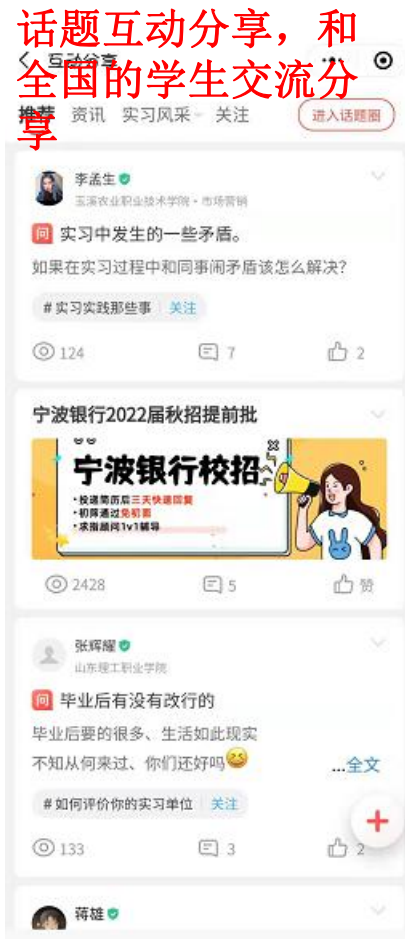 话题互动分享，和
全国的学生交流分
享
互动分享
推荐 资讯 实习风采 关注 进入话题圈
李孟生
玉溪农业职业技术学院·市场营销
问 实习中发生的一些矛盾。
如果在实习过程中和同事闹矛盾该怎么解决？
#实习实践那些事 关注
124 7 2
宁波银行2022届秋招提前批
宁波银行校招
·投递简历后三天快速回复
·初筛通过免初面
·求指顾问1v1辅导
2428 5 赞
张辉耀
山东理工职业学院
问 毕业后有没有改行的
毕业后要的很多、生活如此现实
不知从何来过、你们还好吗😆 ...全文
#如何评价你的实习单位 关注
133 3 2
蒋雄